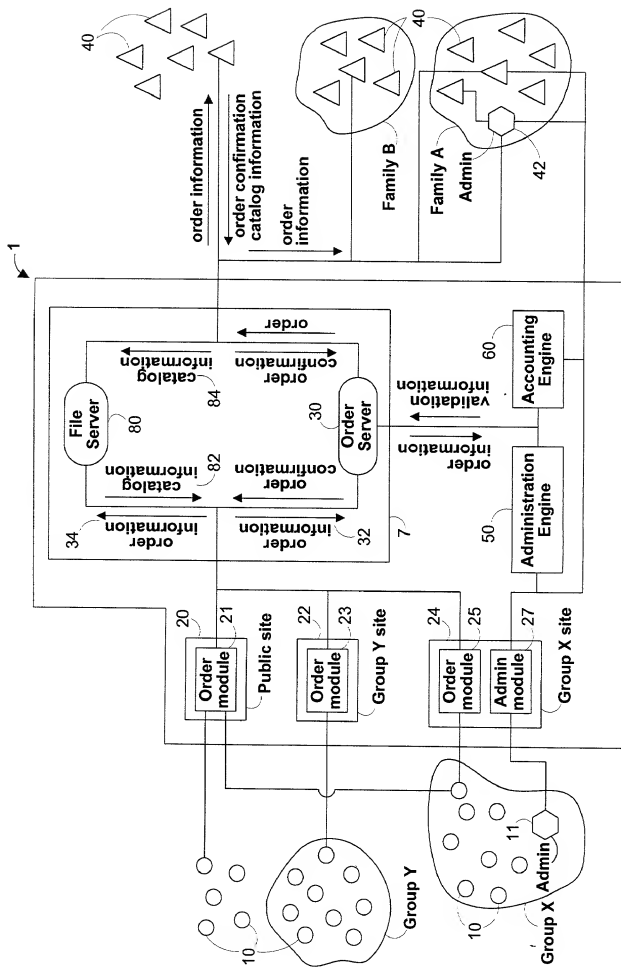 1
40
order information
order confirmation
catalog information
order
information
Family B
40
Family A
Admin
42
order
catalog
information
84
order
confirmation
File
Server
80
30
Order
Server
catalog
information
82
order
confirmation
34
order
information
order
information
32
7
validation
information
order
information
60
Accounting
Engine
50
Administration
Engine
20
21
Order
module
Public site
22
23
Order
module
Group Y site
24
25
Order
module
27
Admin
module
Group X site
10
Group Y
10
11
Admin
Group X